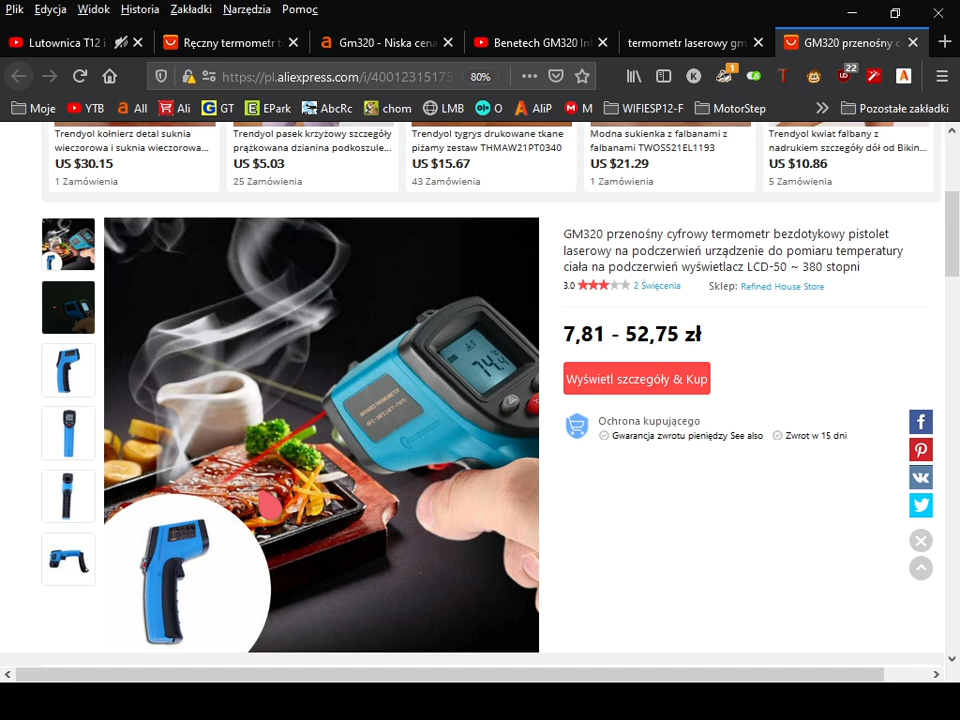 Plik Edycja Widok Historia Zakładki Narzędzia Pomoc
Lutownica T12 i
Ręczny termometr
Gm320 - Niska cena
Benetech GM320 In
termometr laserowy gm
GM320 przenośny c
https://pl.aliexpress.com/i/40012315175
80%
1
22
Moje YTB All Ali GT EPark AbcRc chom LMB O AliP M WIFIESP12-F MotorStep Pozostałe zakładki
Trendyol kołnierz detal suknia
wieczorowa i suknia wieczorowa...
US $30.15
1 Zamówienia
Trendyol pasek krzyżowy szczegóły
prążkowana dzianina podkoszule...
US $5.03
25 Zamówienia
Trendyol tygrys drukowane tkane
piżamy zestaw THMAW21PT0340
US $15.67
43 Zamówienia
Modna sukienka z falbanami z
falbanami TWOSS21EL1193
US $21.29
1 Zamówienia
Trendyol kwiat falbany z
nadrukiem szczegóły dół od Bikin...
US $10.86
5 Zamówienia
GM320 przenośny cyfrowy termometr bezdotykowy pistolet
laserowy na podczerwień urządzenie do pomiaru temperatury
ciała na podczerwień wyświetlacz LCD-50 ~ 380 stopni
3.0 2 Święcenia Sklep: Refined House Store
7,81 - 52,75 zł
Wyświetl szczegóły & Kup
Ochrona kupującego
Gwarancja zwrotu pieniędzy See also Zwrot w 15 dni
74.4